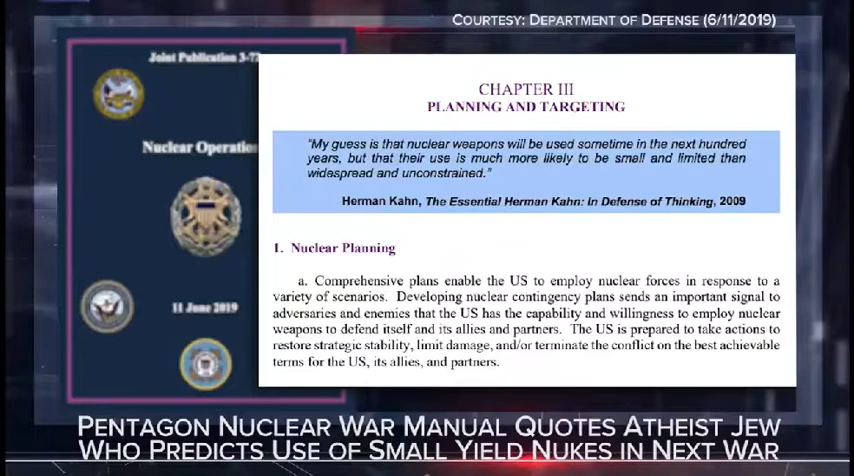 COURTESY: DEPARTMENT OF DEFENSE (6/11/2019)
Joint Publication 3-72
Nuclear Operatio
11 June 2019
CHAPTER III
PLANNING AND TARGETING
"My guess is that nuclear weapons will be used sometime in the next hundred
years, but that their use is much more likely to be small and limited than
widespread and unconstrained."
Herman Kahn, The Essential Herman Kahn: In Defense of Thinking, 2009
1. Nuclear Planning
a. Comprehensive plans enable the US to employ nuclear forces in response to a
variety of scenarios. Developing nuclear contingency plans sends an important signal to
adversaries and enemies that the US has the capability and willingness to employ nuclear
weapons to defend itself and its allies and partners. The US is prepared to take actions to
restore strategic stability, limit damage, and/or terminate the conflict on the best achievable
terms for the US, its allies, and partners.
PENTAGON NUCLEAR WAR MANUAL QUOTES ATHEIST JEW
WHO PREDICTS USE OF SMALL YIELD NUKES IN NEXT WAR